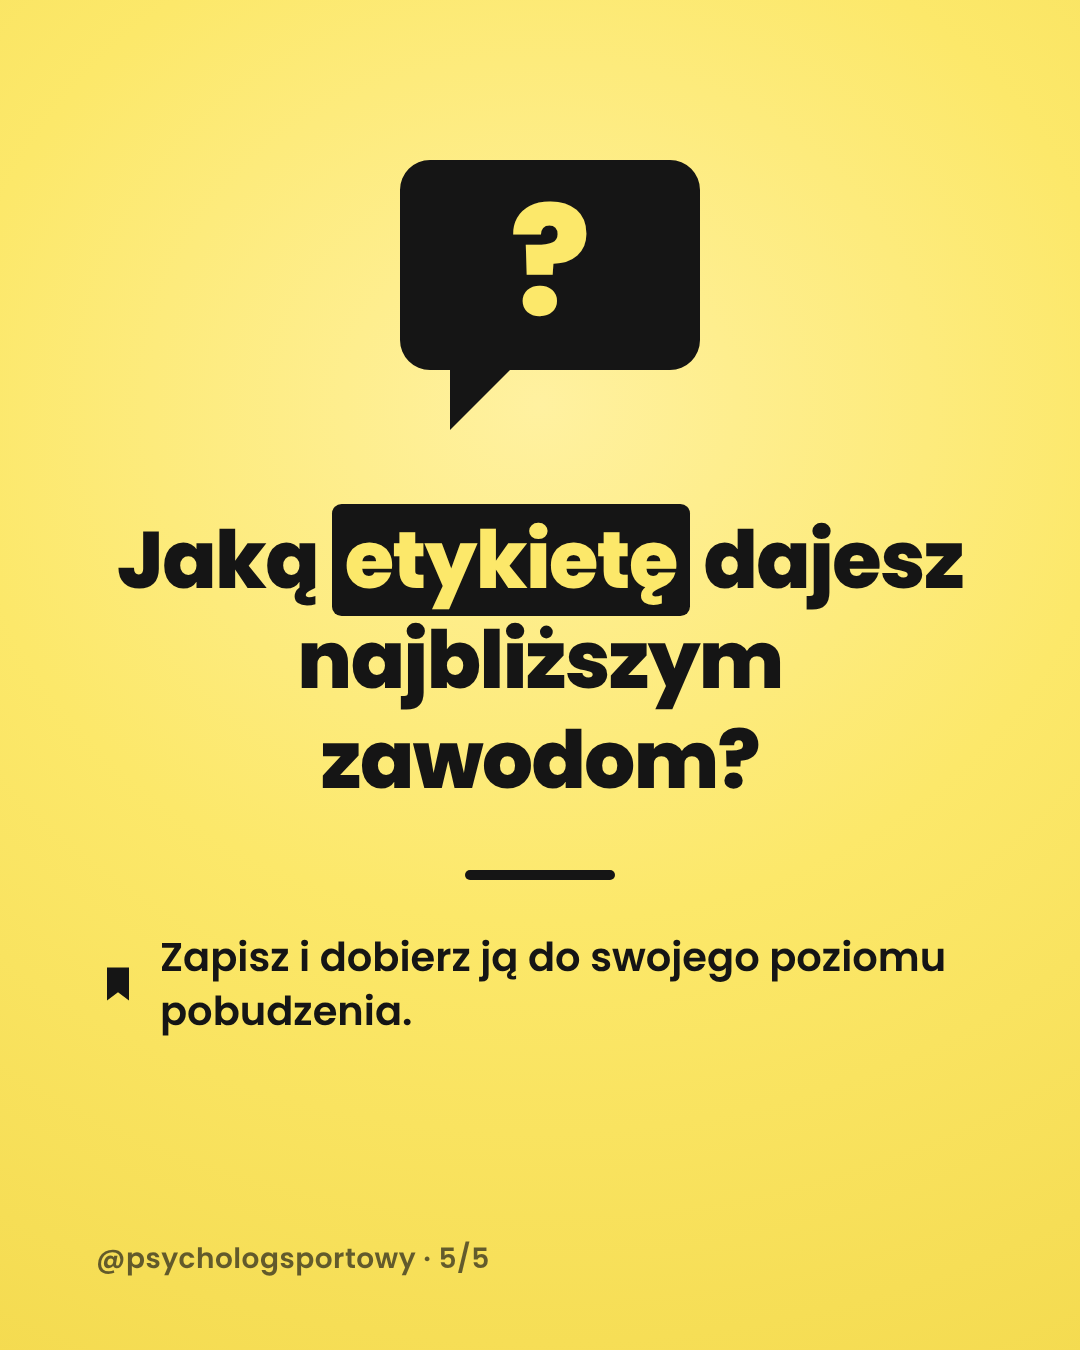 ?
Jaką etykietę dajesz
najbliższym
zawodom?
Zapisz i dobierz ją do swojego poziomu
pobudzenia.
@psychologsportowy · 5/5